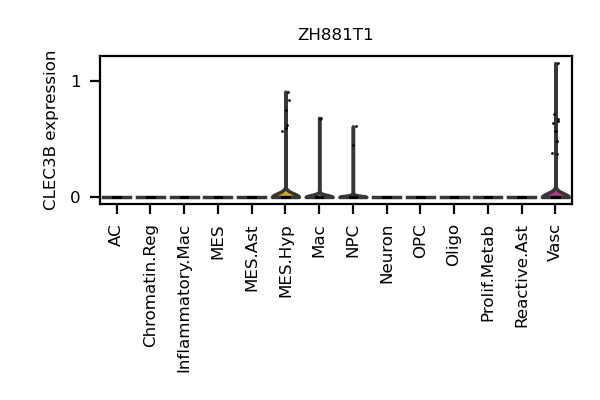 ZH881T1
CLEC3B expression
1
0
AC
Chromatin.Reg
Inflammatory.Mac
MES
MES.Ast
MES.Hyp
Mac
NPC
Neuron
OPC
Oligo
Prolif.Metab
Reactive.Ast
Vasc